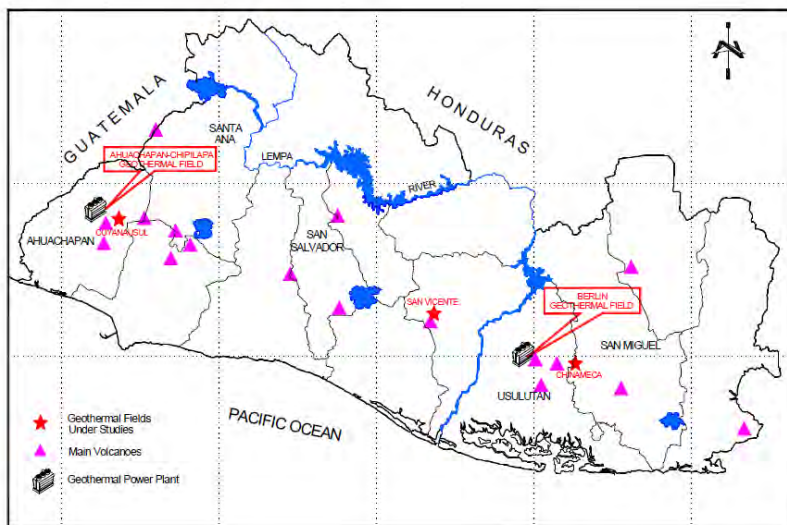 GUATEMALA
HONDURAS
SANTA
ANA
AHUACHAPAN-CHIPILAPA
GEOTHERMAL FIELD
LEMPA
RIVER
CUYANAUSUL
AHUACHAPAN
SAN
SALVADOR
SAN VICENTE
BERLIN
GEOTHERMAL FIELD
SAN MIGUEL
CHINAMECA
USULUTAN
PACIFIC OCEAN
Geothermal Fields
Under Studies
Main Volcanoes
Geothermal Power Plant
N